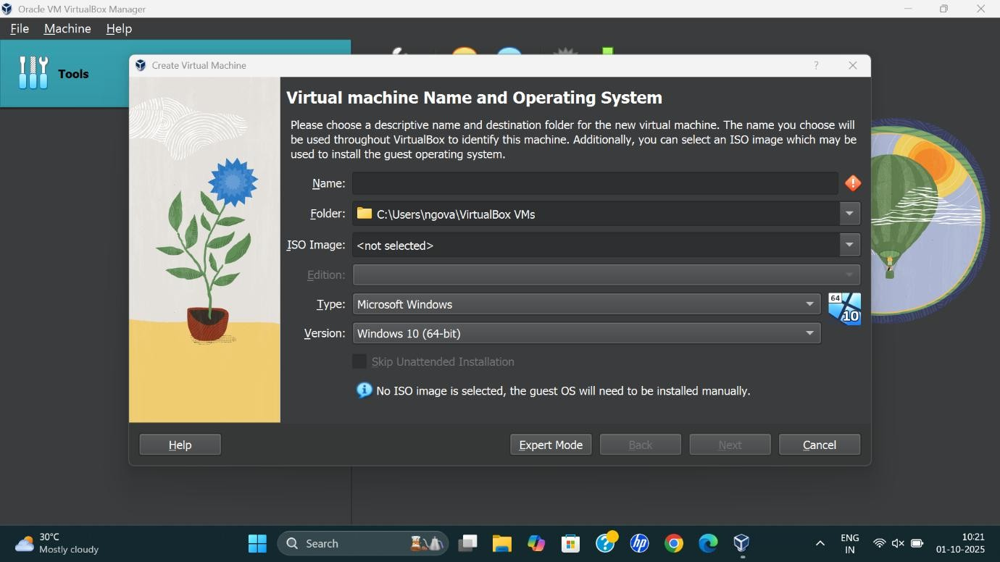 Oracle VM VirtualBox Manager
File Machine Help
Tools
Create Virtual Machine
?
Virtual machine Name and Operating System
Please choose a descriptive name and destination folder for the new virtual machine. The name you choose will
be used throughout VirtualBox to identify this machine. Additionally, you can select an ISO image which may be
used to install the guest operating system.
Name:
Folder: C:\Users\ngova\VirtualBox VMs
ISO Image: <not selected>
Edition:
Type: Microsoft Windows
64
10
Version: Windows 10 (64-bit)
Skip Unattended Installation
No ISO image is selected, the guest OS will need to be installed manually.
Help Expert Mode Back Next Cancel
30°C
Mostly cloudy
Search
hp
ENG
IN
10:21
01-10-2025